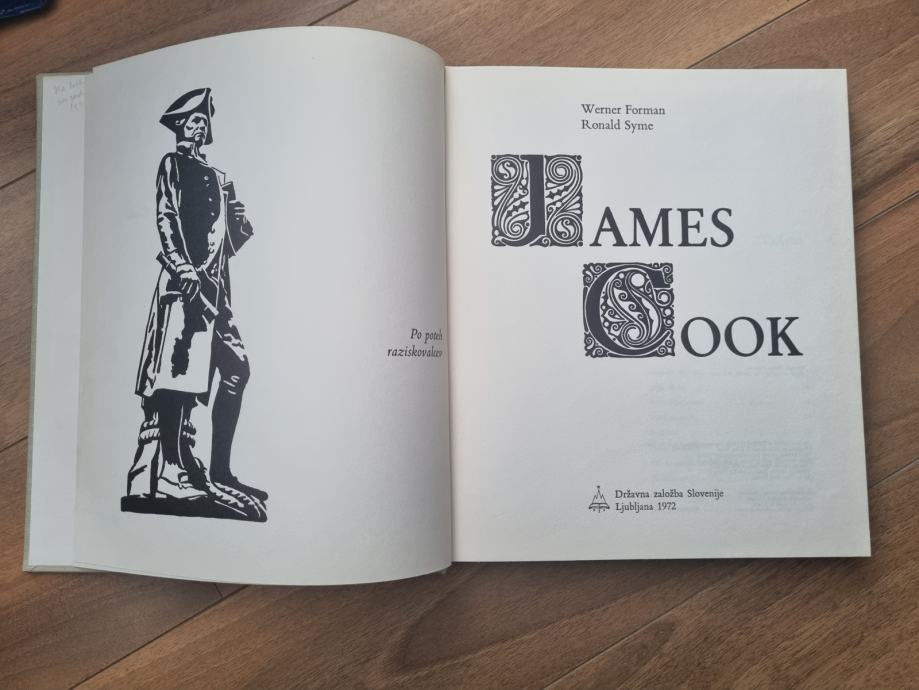 Po poteh
raziskovalcev
Werner Forman
Ronald Syme
JAMES
COOK
Državna založba Slovenije
Ljubljana 1972